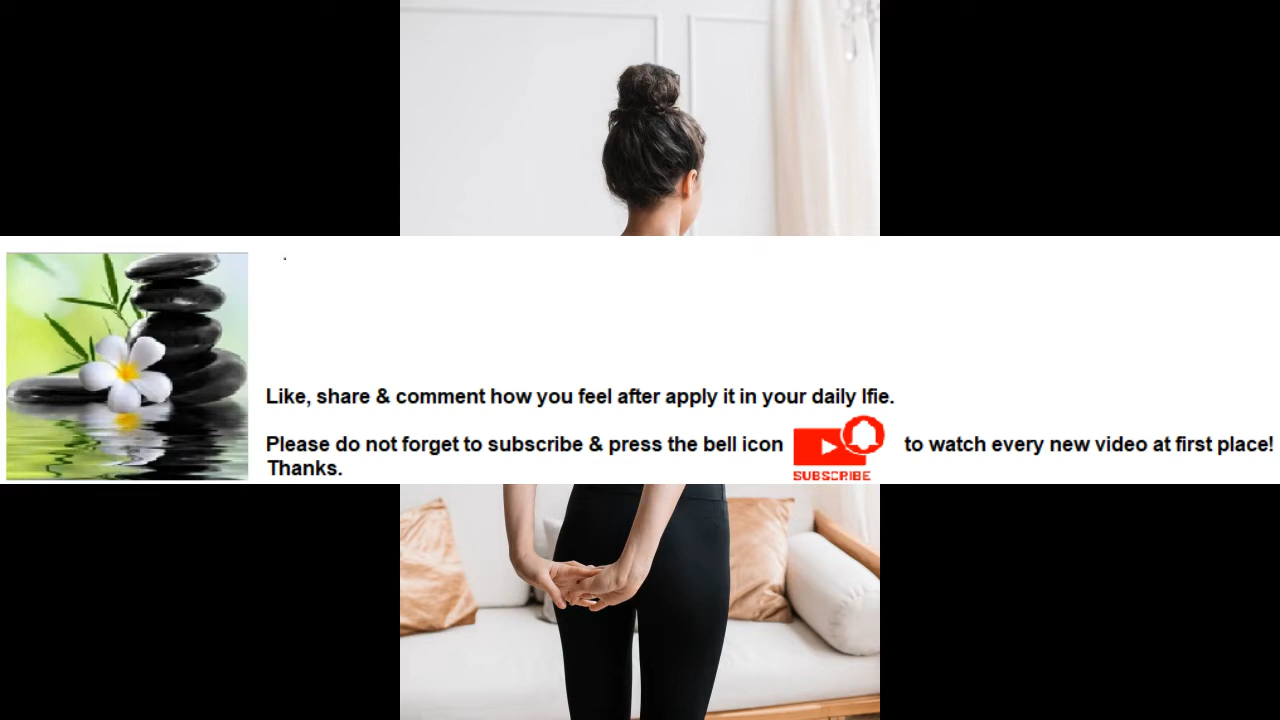 .
Like, share & comment how you feel after apply it in your daily lfie.
Please do not forget to subscribe & press the bell icon SUBSCRIBE to watch every new video at first place!
Thanks.